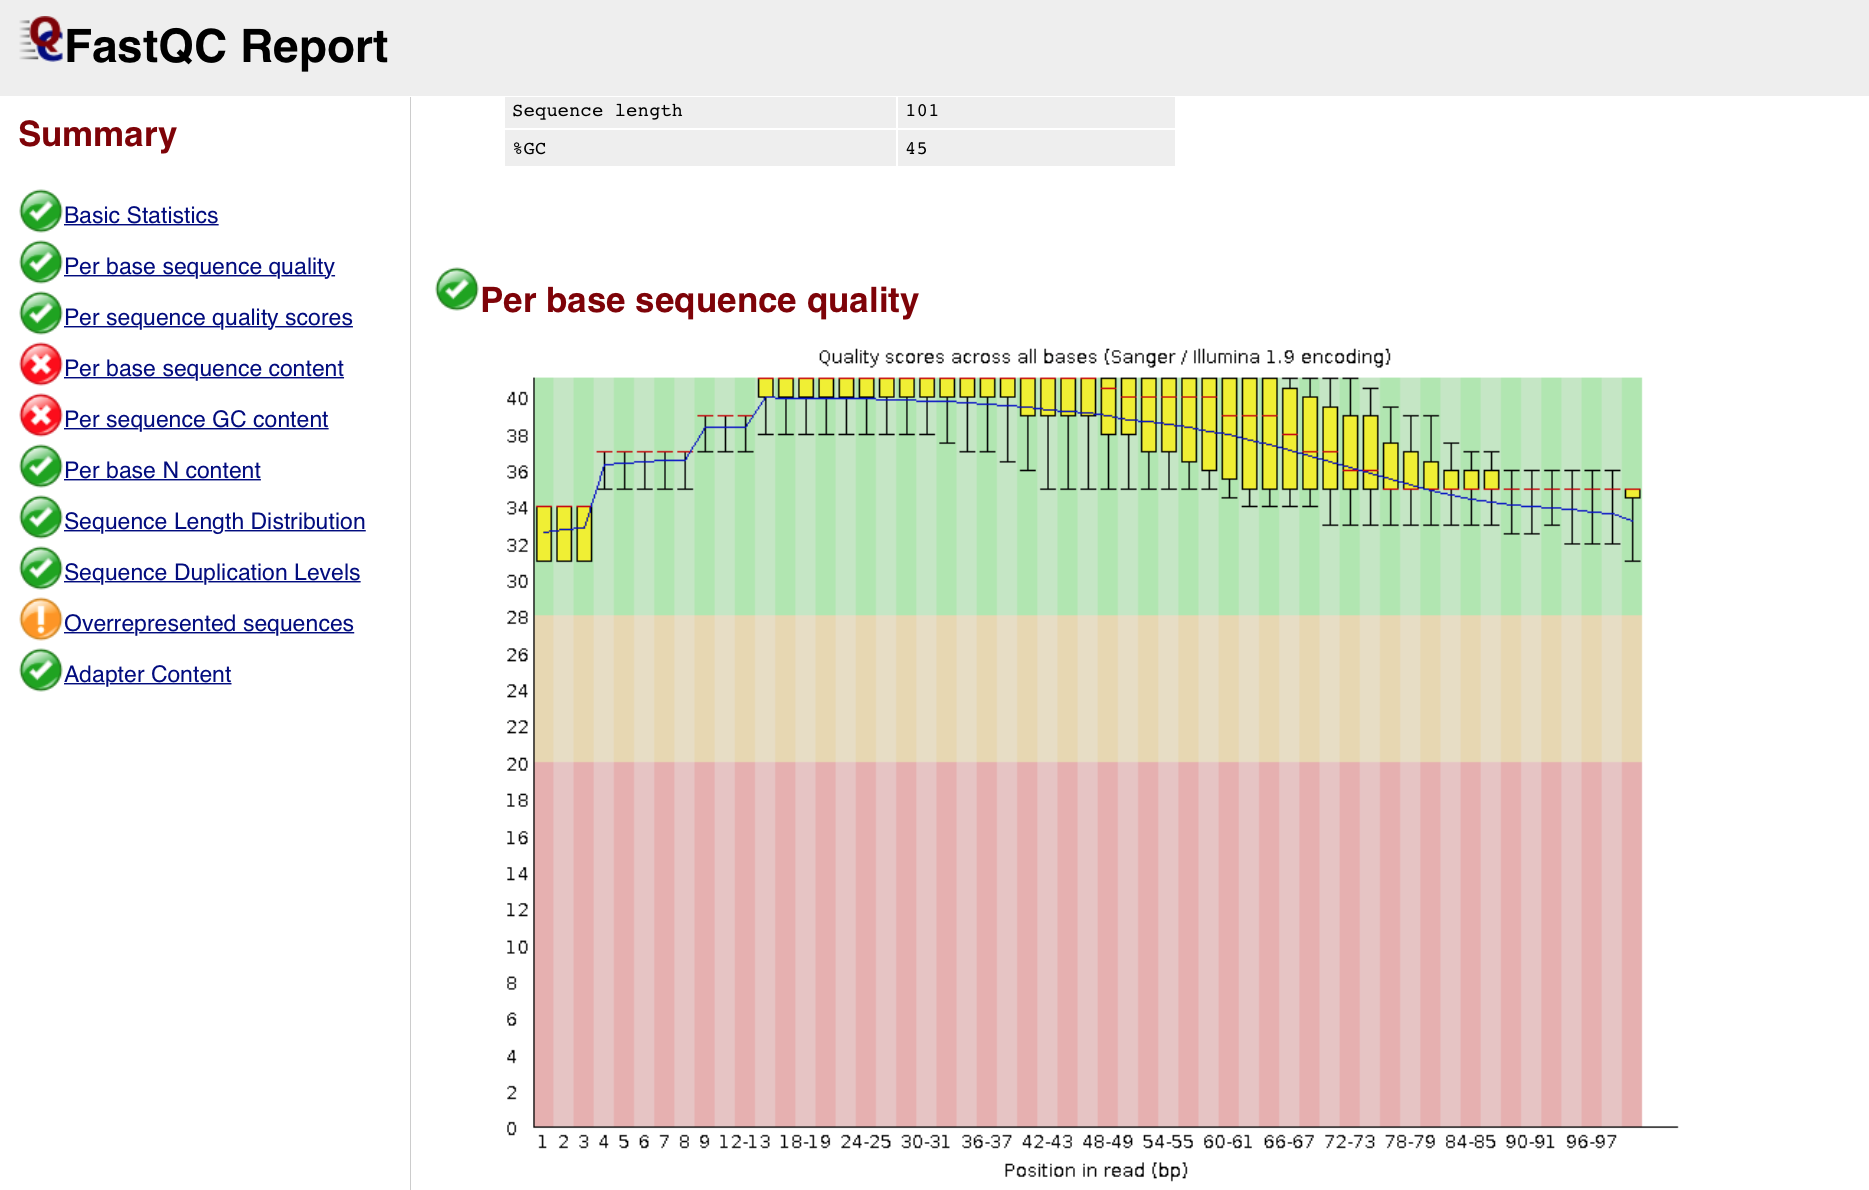 FastQC Report
Summary
Basic Statistics
Per base sequence quality
Per sequence quality scores
Per base sequence content
Per sequence GC content
Per base N content
Sequence Length Distribution
Sequence Duplication Levels
Overrepresented sequences
Adapter Content
Sequence length 101
%GC 45
Per base sequence quality
Quality scores across all bases (Sanger / Illumina 1.9 encoding)
40
38
36
34
32
30
28
26
24
22
20
18
16
14
12
10
8
6
4
2
0
1 2 3 4 5 6 7 8 9 12-13 18-19 24-25 30-31 36-37 42-43 48-49 54-55 60-61 66-67 72-73 78-79 84-85 90-91 96-97
Position in read (bp)